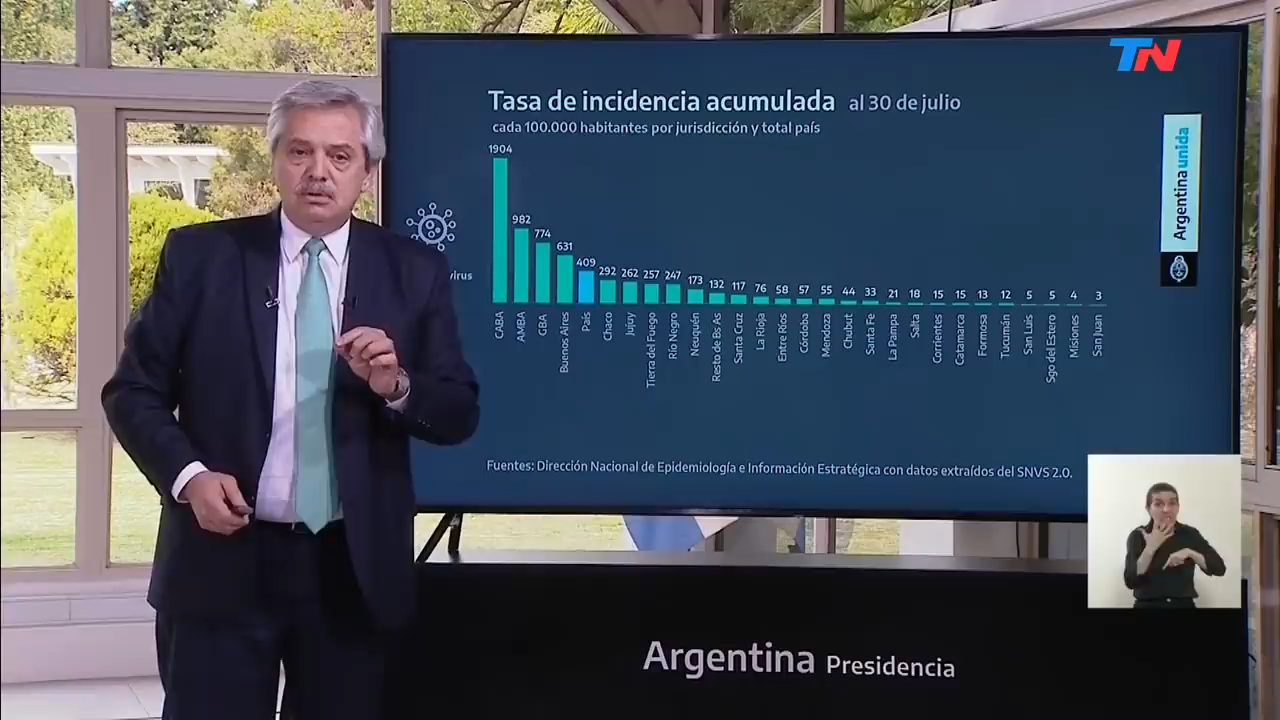 TN
Tasa de incidencia acumulada al 30 de julio
cada 100.000 habitantes por jurisdicción y total país
1904
982
774
631
409
292
262
257
247
173
132
117
76
58
57
55
44
33
21
18
15
15
13
12
5
5
4
3
virus
CABA
AMBA
GBA
Buenos Aires
País
Chaco
Jujuy
Tierra del Fuego
Río Negro
Neuquén
Resto de Bs As
Santa Cruz
La Rioja
Entre Ríos
Córdoba
Mendoza
Chubut
Santa Fe
La Pampa
Salta
Corrientes
Catamarca
Formosa
Tucumán
San Luis
Sgo del Estero
Misiones
San Juan
Argentina unida
Fuentes: Dirección Nacional de Epidemiología e Información Estratégica con datos extraídos del SNVS 2.0.
Argentina Presidencia